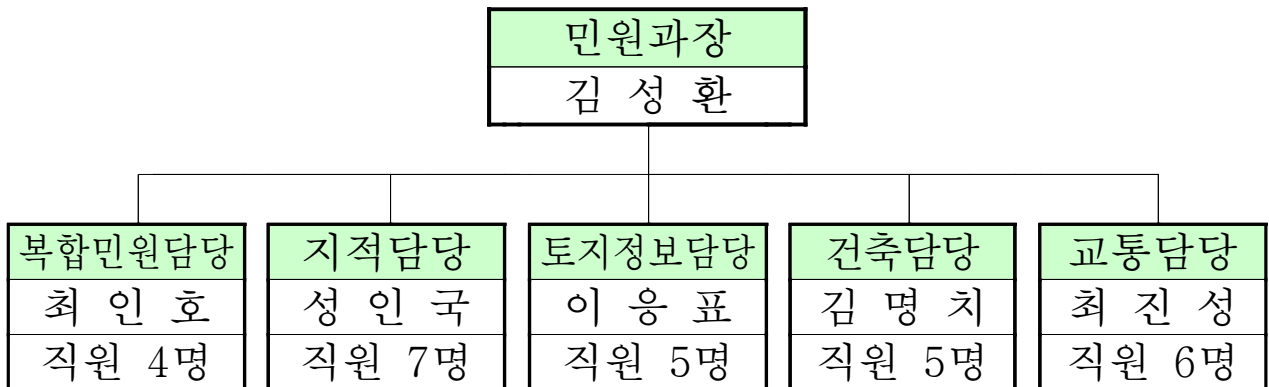 민원과장
김 성 환
복합민원담당
최 인 호
직원 4명
지적담당
성 인 국
직원 7명
토지정보담당
이 응 표
직원 5명
건축담당
김 명 치
직원 5명
교통담당
최 진 성
직원 6명